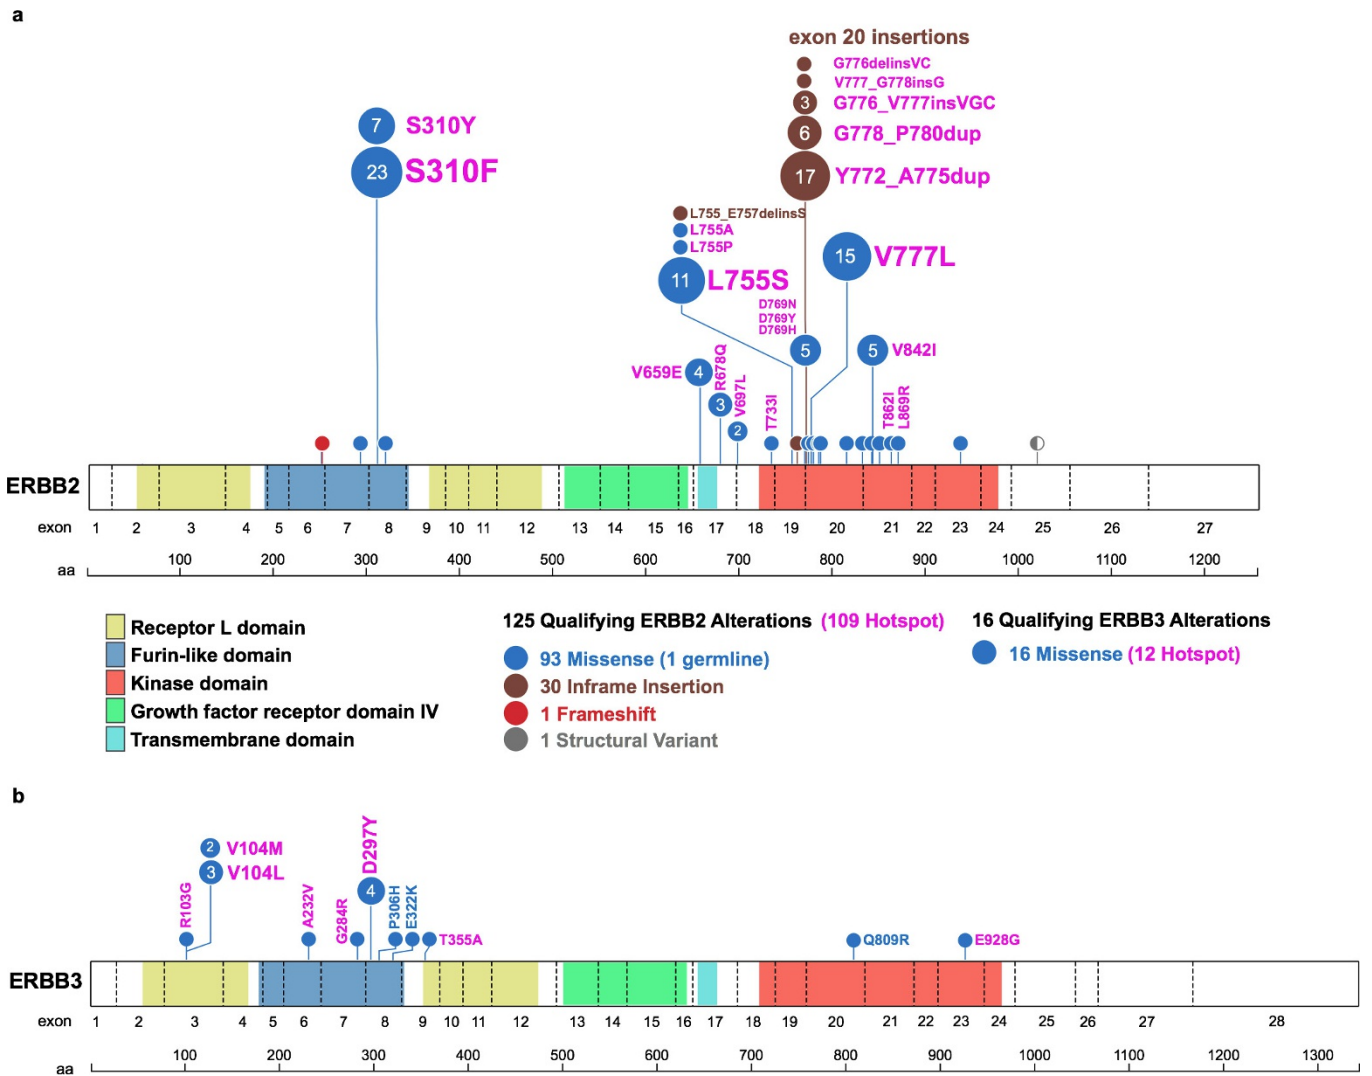 a
exon 20 insertions
G776delinsVC
V777_G778insG
3 G776_V777insVGC
6 G778_P780dup
17 Y772_A775dup
7 S310Y
23 S310F
L755_E757delinsS
L755A
L755P
11 L755S
15 V777L
D769N
D769Y
D769H
5
5 V842I
V659E 4
3 R678Q
2 V697L
T733I
T862I
L869R
ERBB2
exon 1 2 3 4 5 6 7 8 9 10 11 12 13 14 15 16 17 18 19 20 21 22 23 24 25 26 27
aa 100 200 300 400 500 600 700 800 900 1000 1100 1200
Receptor L domain
Furin-like domain
Kinase domain
Growth factor receptor domain IV
Transmembrane domain
125 Qualifying ERBB2 Alterations (109 Hotspot)
93 Missense (1 germline)
30 Inframe Insertion
1 Frameshift
1 Structural Variant
16 Qualifying ERBB3 Alterations
16 Missense (12 Hotspot)
b
2 V104M
3 V104L
R103G
A232V
G284R
D297Y
4
P306H
E322K
T355A
Q809R
E928G
ERBB3
exon 1 2 3 4 5 6 7 8 9 10 11 12 13 14 15 16 17 18 19 20 21 22 23 24 25 26 27 28
aa 100 200 300 400 500 600 700 800 900 1000 1100 1200 1300